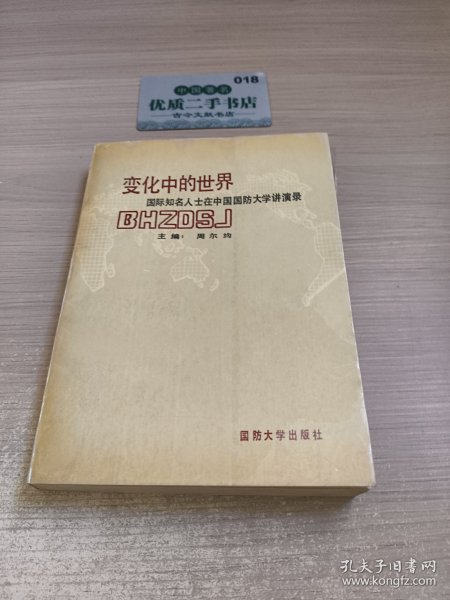 018
中国著名
优质二手书店
古今文献书店
变化中的世界
国际知名人士在中国国防大学讲演录
BHZDSJ
主编：周尔均
国防大学出版社
孔夫子旧书网
www.kongfz.com